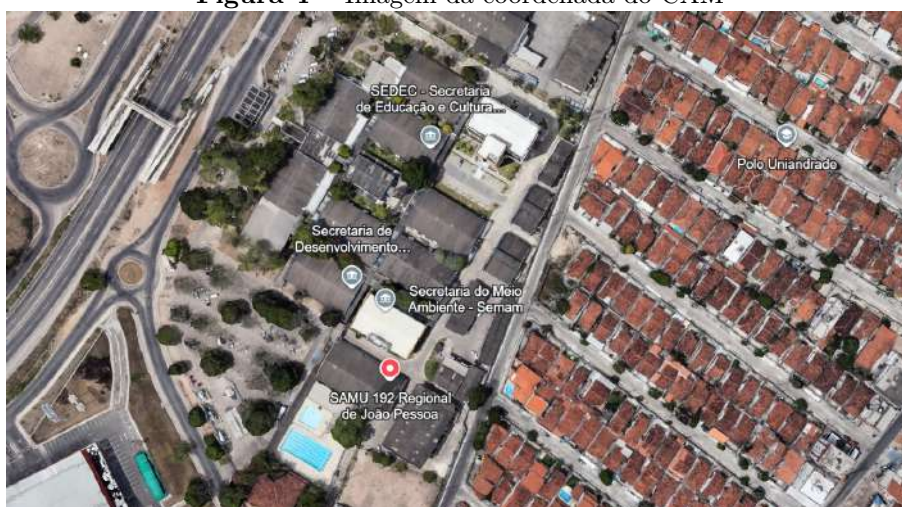 Figura 1 – Imagem da coordenada do CAM
SEDEC - Secretaria
de Educação e Cultura...
Polo Uniandrade
Secretaria de
Desenvolvimento...
Secretaria do Meio
Ambiente - Semam
SAMU 192 Regional
de João Pessoa